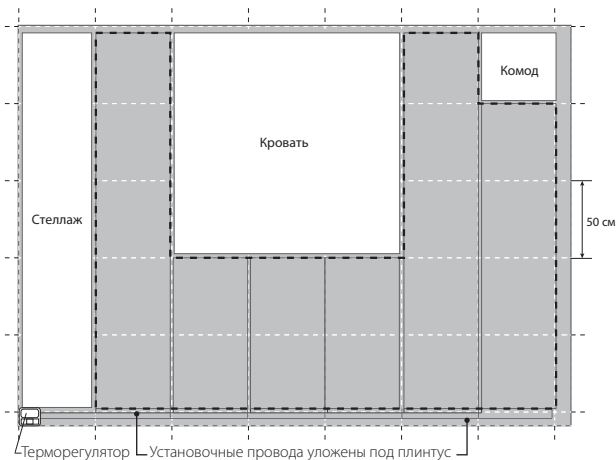 Комод
Кровать
Стеллаж
50 см
Терморегулятор
Установочные провода уложены под плинтус